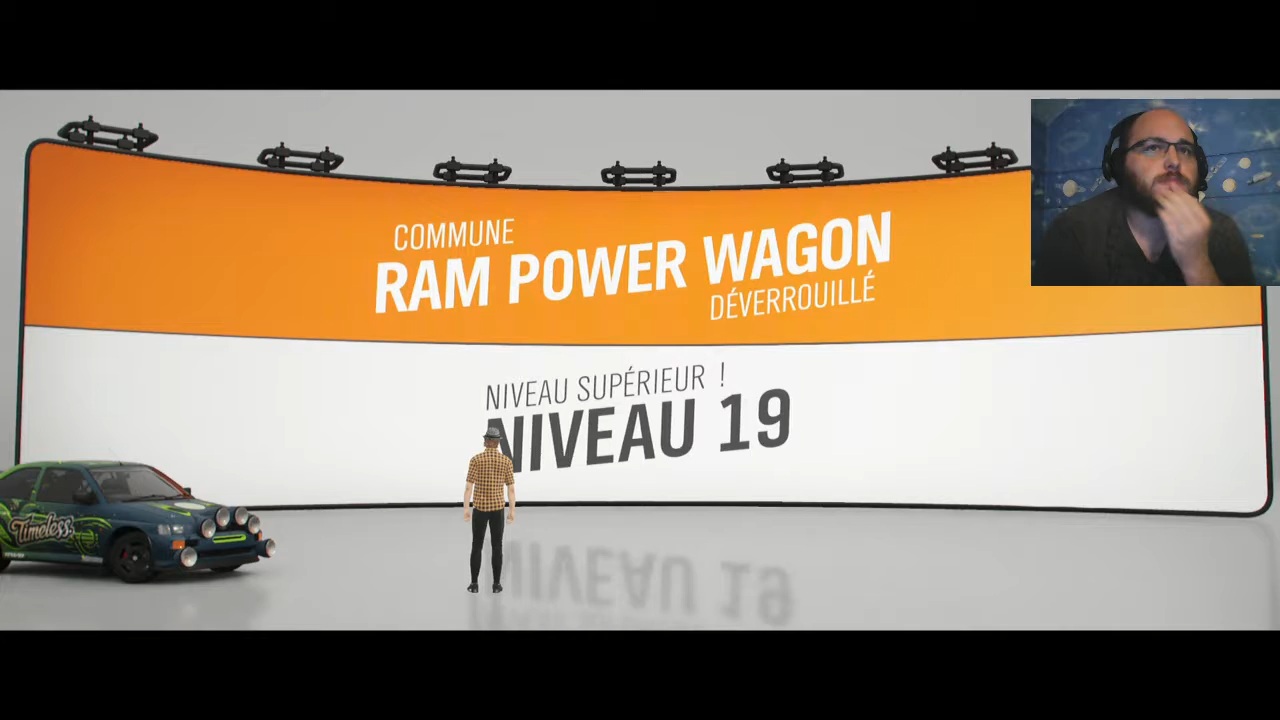 COMMUNE
RAM POWER WAGON
DÉVERROUILLÉ
NIVEAU SUPÉRIEUR !
NIVEAU 19
Timeless